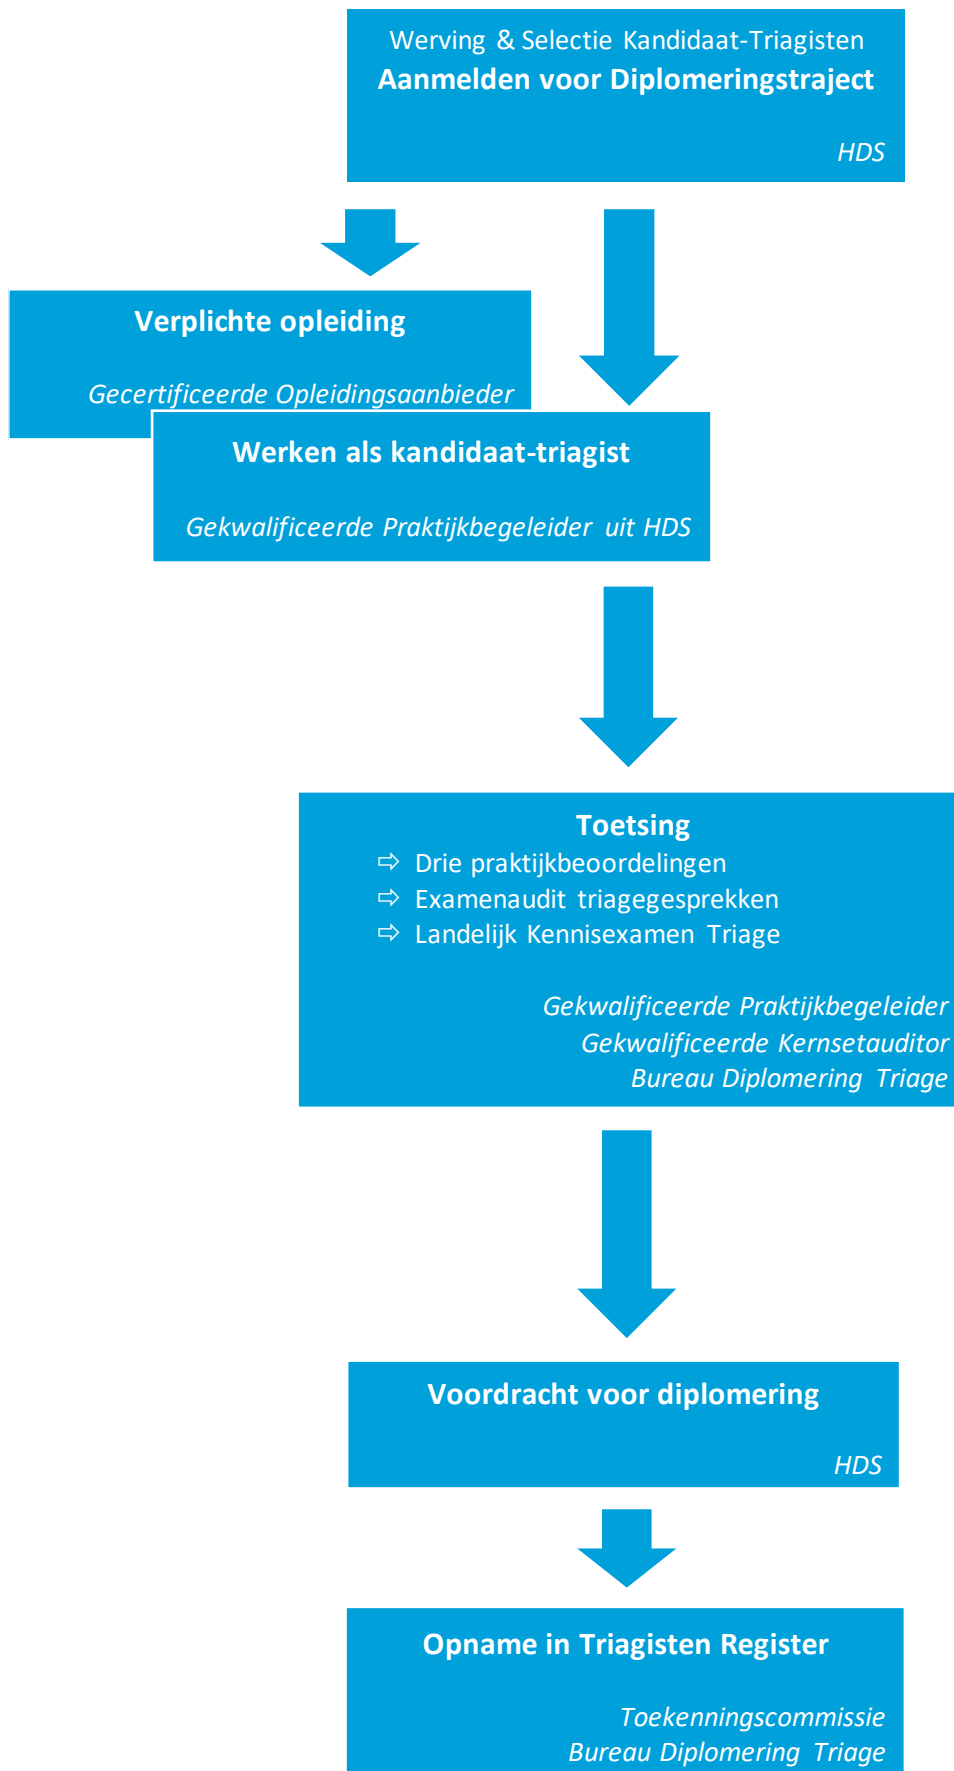 Werving & Selectie Kandidaat-Triagisten
Aanmelden voor Diplomeringstraject
HDS
Verplichte opleiding
Gecertificeerde Opleidingsaanbieder
Werken als kandidaat-triagist
Gekwalificeerde Praktijkbegeleider uit HDS
Toetsing
⇨ Drie praktijkbeoordelingen
⇨ Examenaudit triagegesprekken
⇨ Landelijk Kennisexamen Triage
Gekwalificeerde Praktijkbegeleider
Gekwalificeerde Kernsetauditor
Bureau Diplomering Triage
Voordracht voor diplomering
HDS
Opname in Triagisten Register
Toekenningscommissie
Bureau Diplomering Triage